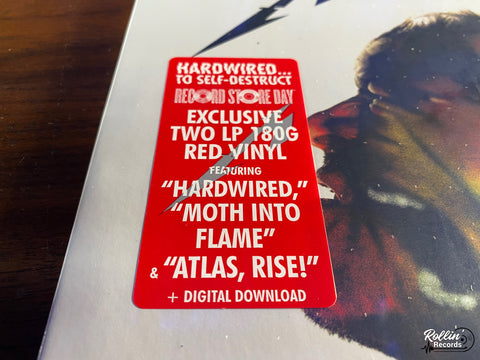 HARDWIRED...
TO SELF-DESTRUCT
RECORD STORE DAY
EXCLUSIVE
TWO LP 180G
RED VINYL
FEATURING
“HARDWIRED,”
“MOTH INTO
FLAME”
& “ATLAS, RISE!”
+ DIGITAL DOWNLOAD
Rollin'
Records